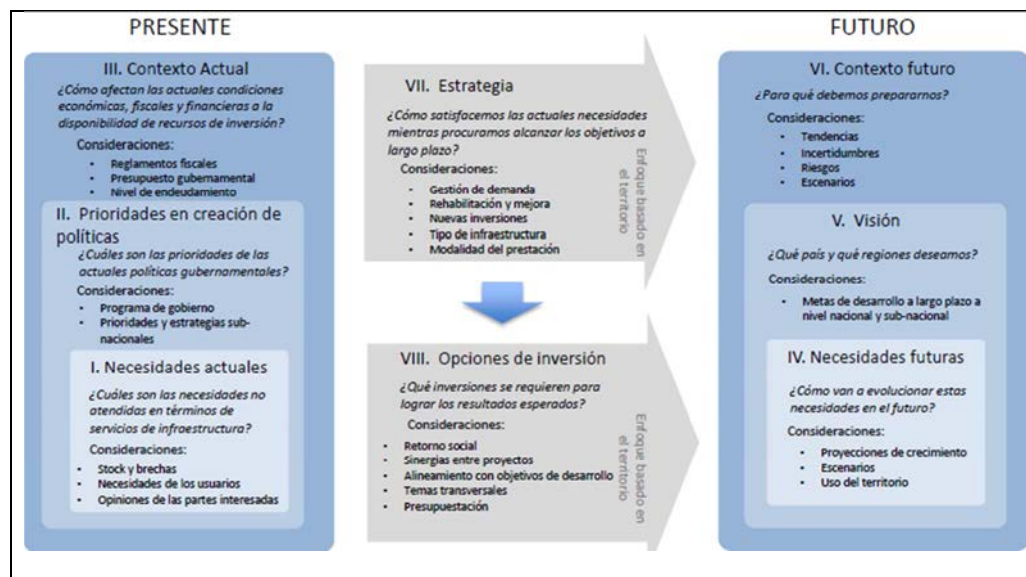 PRESENTE
III. Contexto Actual
¿Cómo afectan las actuales condiciones
económicas, fiscales y financieras a la
disponibilidad de recursos de inversión?
Consideraciones:
• Reglamentos fiscales
• Presupuesto gubernamental
• Nivel de endeudamiento
II. Prioridades en creación de
políticas
¿Cuáles son las prioridades de las
actuales políticas gubernamentales?
Consideraciones:
• Programa de gobierno
• Prioridades y estrategias sub-
nacionales
I. Necesidades actuales
¿Cuáles son las necesidades no
atendidas en términos de
servicios de infraestructura?
Consideraciones:
• Stock y brechas
• Necesidades de los usuarios
• Opiniones de las partes interesadas
VII. Estrategia
¿Cómo satisfacemos las actuales necesidades
mientras procuramos alcanzar los objetivos a
largo plazo?
Consideraciones:
• Gestión de demanda
• Rehabilitación y mejora
• Nuevas inversiones
• Tipo de infraestructura
• Modalidad del prestación
Enfoque basado en
el territorio
VIII. Opciones de inversión
¿Qué inversiones se requieren para
lograr los resultados esperados?
Consideraciones:
• Retorno social
• Sinergias entre proyectos
• Alineamiento con objetivos de desarrollo
• Temas transversales
• Presupuestación
Enfoque basado en
el territorio
FUTURO
VI. Contexto futuro
¿Para qué debemos prepararnos?
Consideraciones:
• Tendencias
• Incertidumbres
• Riesgos
• Escenarios
V. Visión
¿Qué país y qué regiones deseamos?
Consideraciones:
• Metas de desarrollo a largo plazo a
nivel nacional y sub-nacional
IV. Necesidades futuras
¿Cómo van a evolucionar estas
necesidades en el futuro?
Consideraciones:
• Proyecciones de crecimiento
• Escenarios
• Uso del territorio